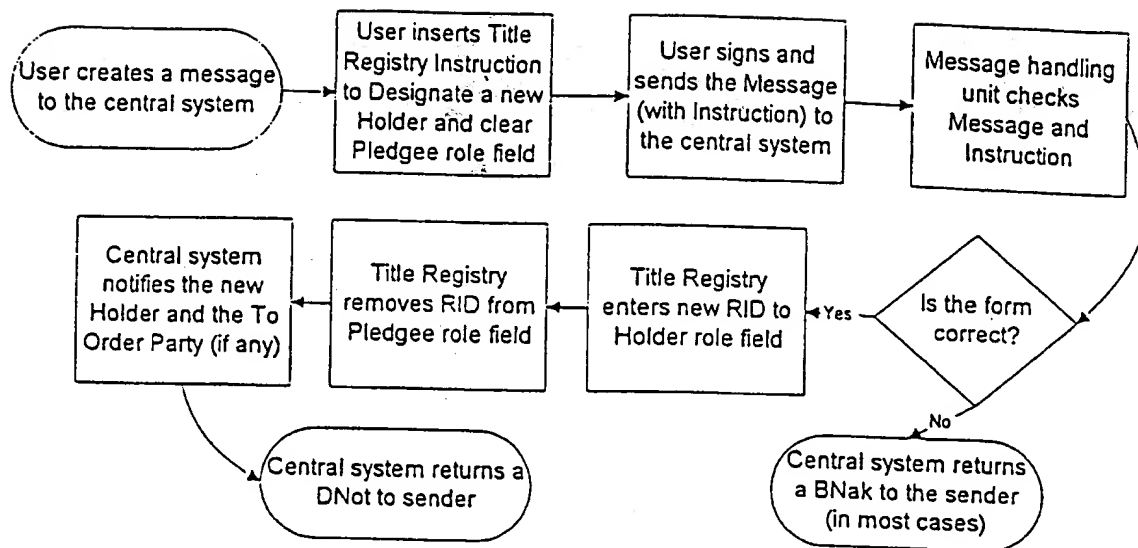 User creates a message
to the central system
User inserts Title
Registry Instruction
to Designate a new
Holder and clear
Pledgee role field
User signs and
sends the Message
(with Instruction) to
the central system
Message handling
unit checks
Message and
Instruction
Is the form
correct?
Yes
Title Registry
enters new RID to
Holder role field
Title Registry
removes RID from
Pledgee role field
Central system
notifies the new
Holder and the To
Order Party (if any)
Central system returns a
DNot to sender
No
Central system returns
a BNak to the sender
(in most cases)